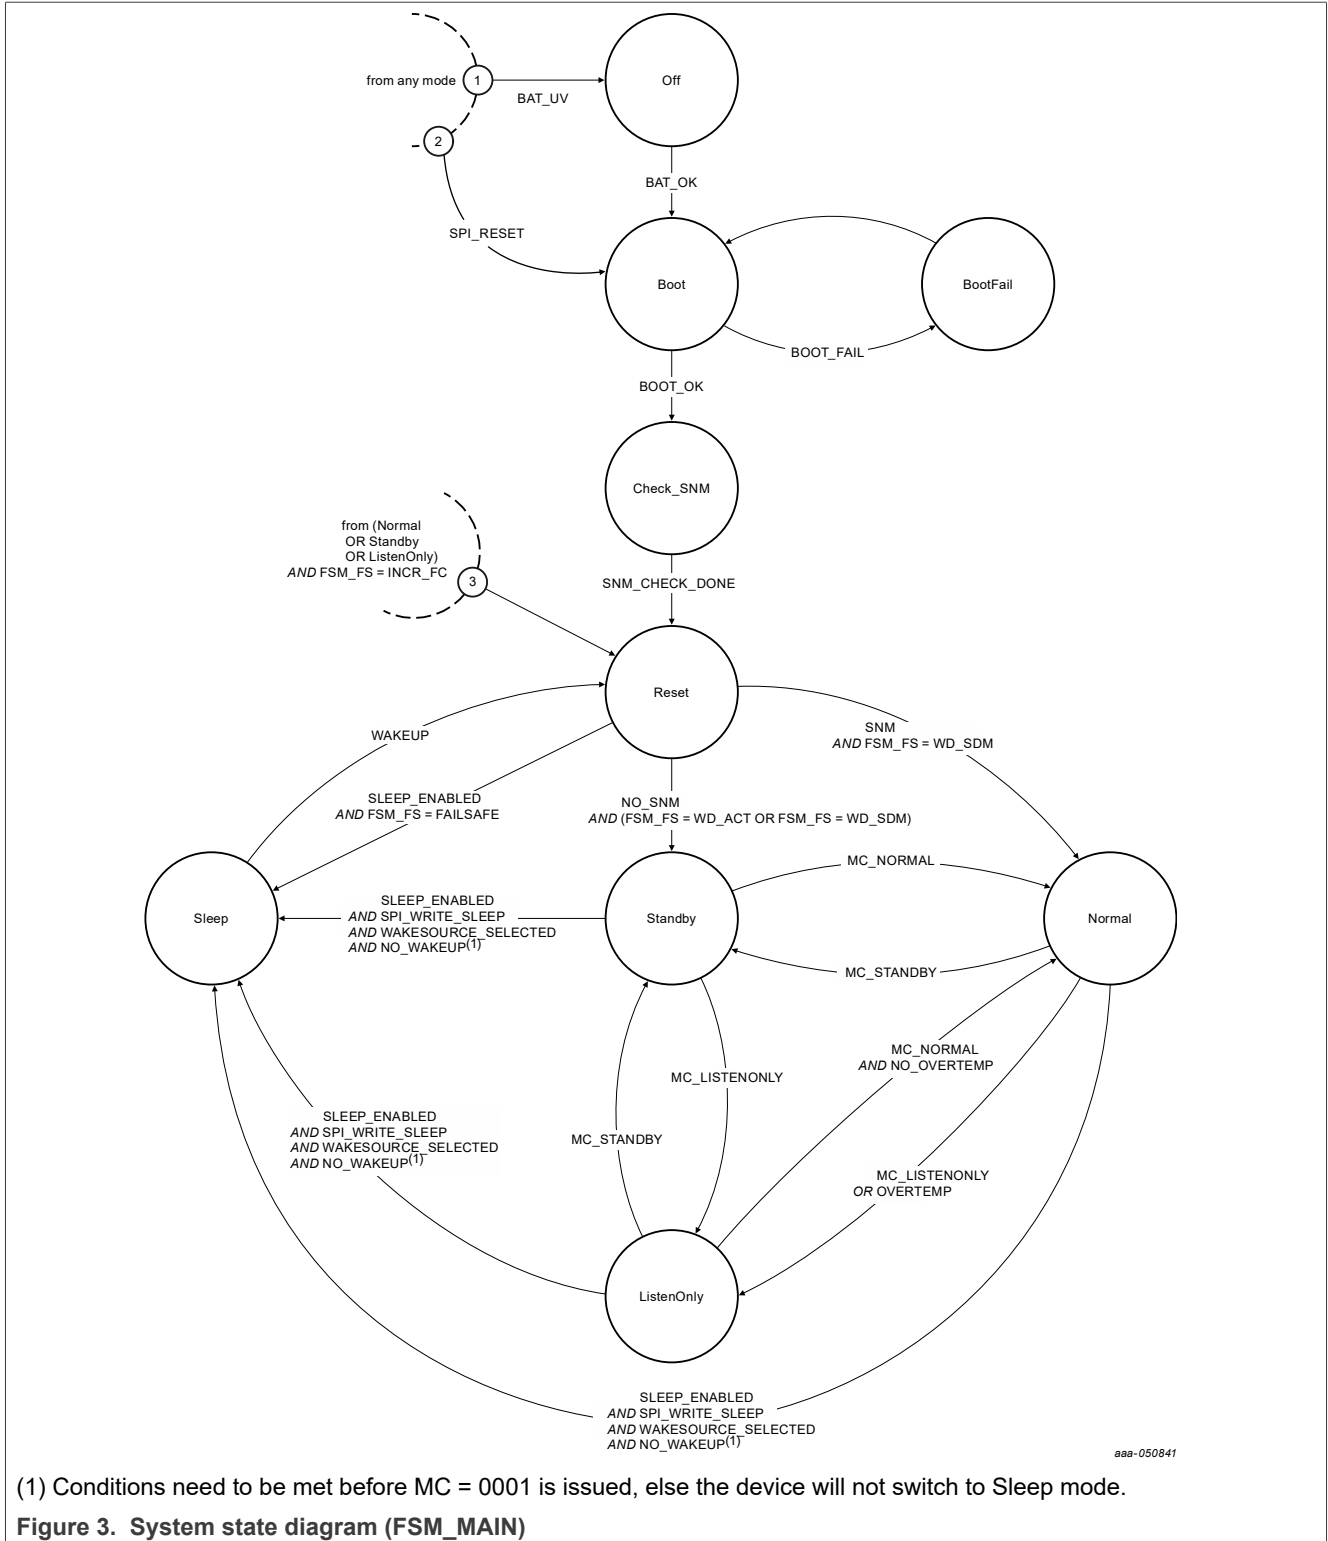 from any mode
1
BAT_UV
Off
2
BAT_OK
SPI_RESET
Boot
BootFail
BOOT_FAIL
BOOT_OK
Check_SNM
from (Normal
OR Standby
OR ListenOnly)
AND FSM_FS = INCR_FC
3
SNM_CHECK_DONE
Reset
WAKEUP
SNM
AND FSM_FS = WD_SDM
SLEEP_ENABLED
AND FSM_FS = FAILSAFE
NO_SNM
AND (FSM_FS = WD_ACT OR FSM_FS = WD_SDM)
MC_NORMAL
Sleep
SLEEP_ENABLED
AND SPI_WRITE_SLEEP
AND WAKESOURCE_SELECTED
AND NO_WAKEUP(1)
Standby
Normal
MC_STANDBY
MC_NORMAL
AND NO_OVERTEMP
MC_LISTENONLY
SLEEP_ENABLED
AND SPI_WRITE_SLEEP
AND WAKESOURCE_SELECTED
AND NO_WAKEUP(1)
MC_STANDBY
MC_LISTENONLY
OR OVERTEMP
ListenOnly
SLEEP_ENABLED
AND SPI_WRITE_SLEEP
AND WAKESOURCE_SELECTED
AND NO_WAKEUP(1)
aaa-050841
(1) Conditions need to be met before MC = 0001 is issued, else the device will not switch to Sleep mode.
Figure 3. System state diagram (FSM_MAIN)